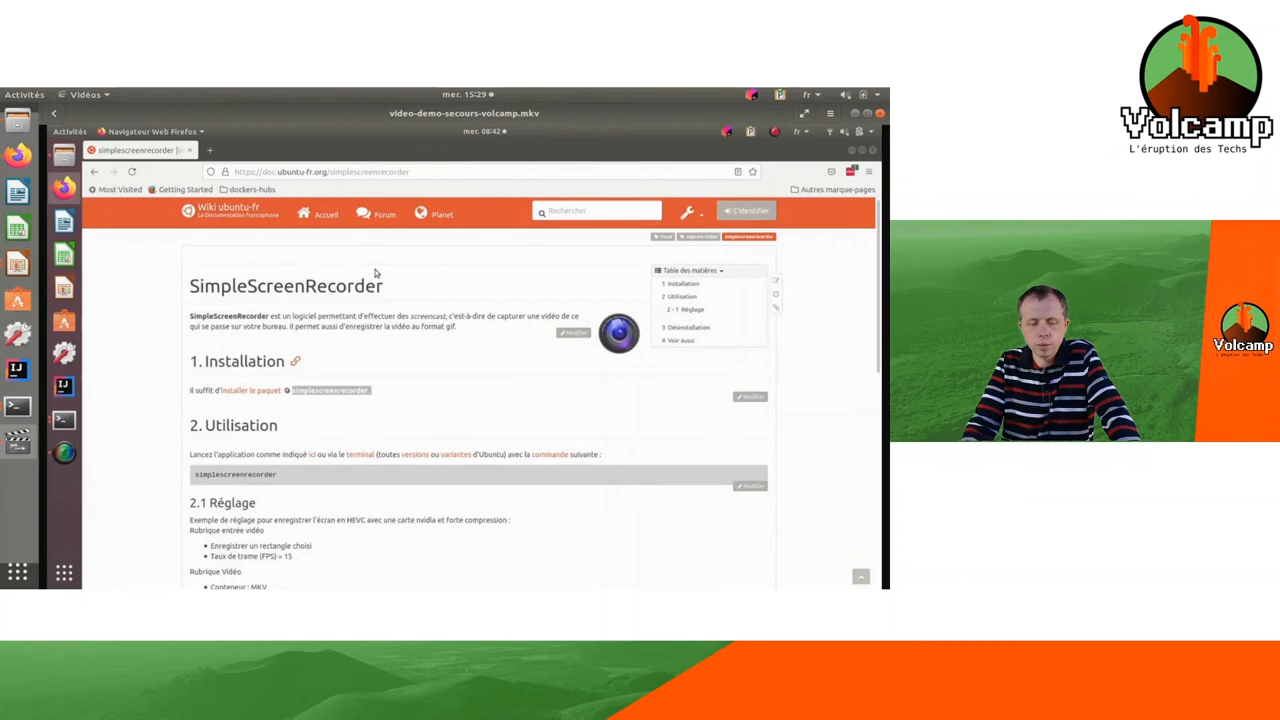 Activités Vidéos mer. 15:29 fr
video-demo-secours-volcamp.mkv
Activités Navigateur Web Firefox mer. 08:42 fr
simplescreenrecorder
https://doc.ubuntu-fr.org/simplescreenrecorder
Most Visited Getting Started dockers-hubs Autres marque-pages
Wiki ubuntu-fr
La Documentation francophone
Accueil Forum Planet Rechercher S'identifier
capture vidéo simplescreenrecorder
SimpleScreenRecorder
SimpleScreenRecorder est un logiciel permettant d'effectuer des screencast, c'est-à-dire de capturer une vidéo de ce
qui se passe sur votre bureau. Il permet aussi d'enregistrer la vidéo au format gif.
Modifier
Table des matières
1 Installation
2 Utilisation
2 - 1 Réglage
3 Désinstallation
4 Voir aussi
1. Installation
Il suffit d'installer le paquet simplescreenrecorder
Modifier
2. Utilisation
Lancez l'application comme indiqué ici ou via le terminal (toutes versions ou variantes d'Ubuntu) avec la commande suivante :
simplescreenrecorder
Modifier
2.1 Réglage
Exemple de réglage pour enregistrer l'écran en HEVC avec une carte nvidia et forte compression :
Rubrique entrée vidéo
Enregistrer un rectangle choisi
Taux de trame (FPS) = 15
Rubrique Vidéo
Conteneur : MKV
Volcamp
L'éruption des Techs
Volcamp